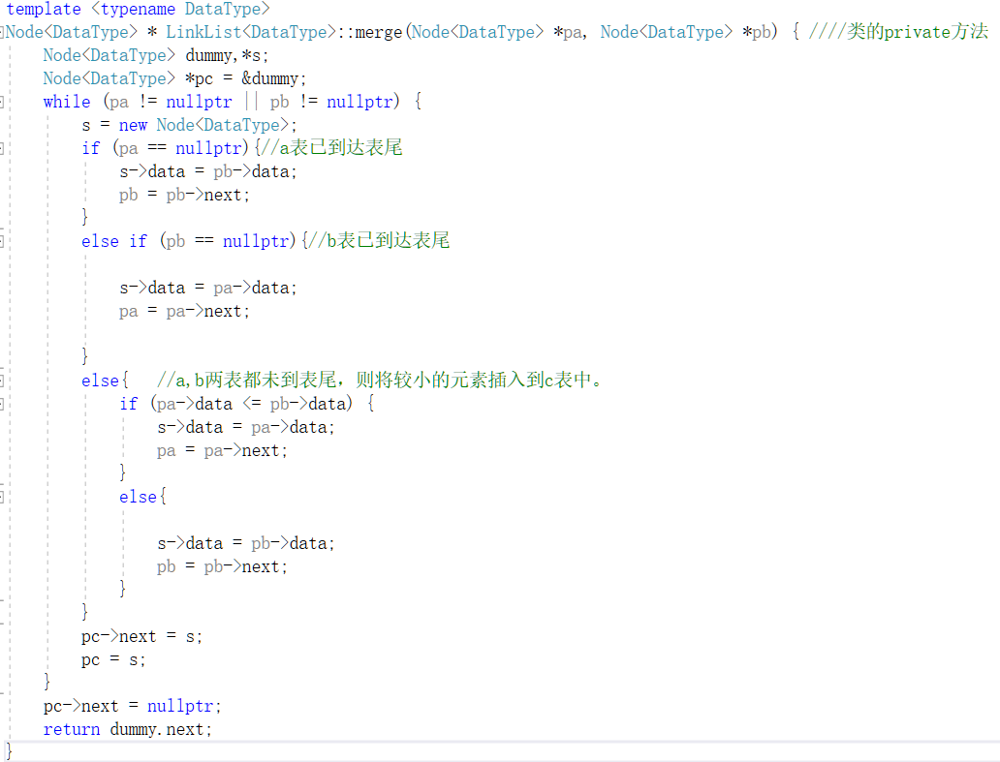 template <typename DataType>
Node<DataType> * LinkList<DataType>::merge(Node<DataType> *pa, Node<DataType> *pb) { ////类的private方法
    Node<DataType> dummy,*s;
    Node<DataType> *pc = &dummy;
    while (pa != nullptr || pb != nullptr) {
        s = new Node<DataType>;
        if (pa == nullptr){//a表已到达表尾
            s->data = pb->data;
            pb = pb->next;
        }
        else if (pb == nullptr){//b表已到达表尾
            s->data = pa->data;
            pa = pa->next;
        }
        else{   //a,b两表都未到表尾，则将较小的元素插入到c表中。
            if (pa->data <= pb->data) {
                s->data = pa->data;
                pa = pa->next;
            }
            else{
                s->data = pb->data;
                pb = pb->next;
            }
        }
        pc->next = s;
        pc = s;
    }
    pc->next = nullptr;
    return dummy.next;
}